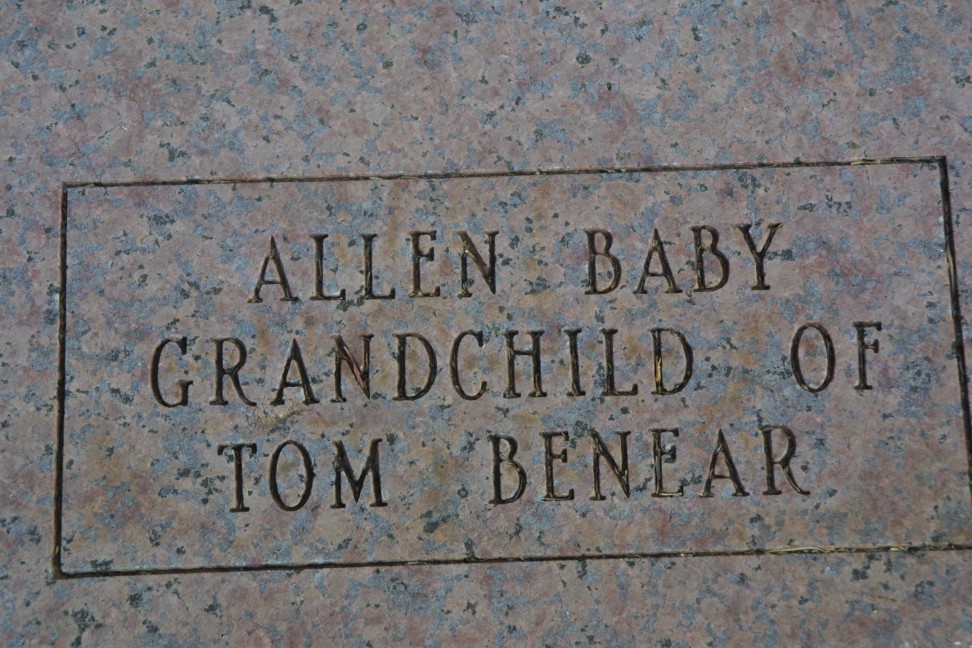 ALLEN BABY
GRANDCHILD OF
TOM BENEAR